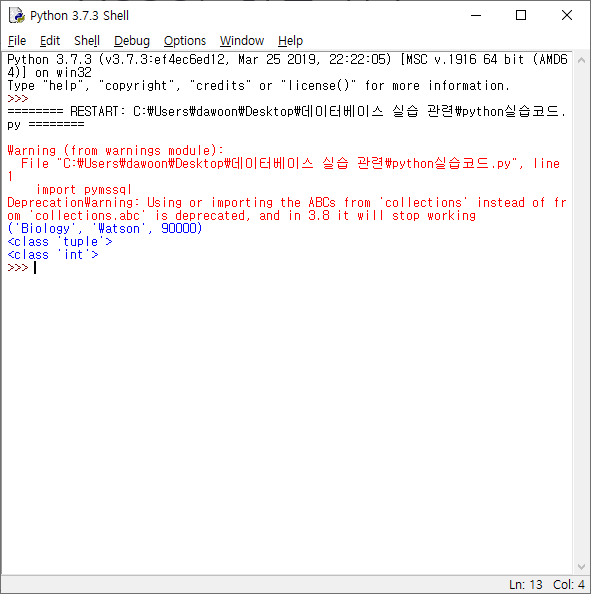 Python 3.7.3 Shell
File Edit Shell Debug Options Window Help
Python 3.7.3 (v3.7.3:ef4ec6ed12, Mar 25 2019, 22:22:05) [MSC v.1916 64 bit (AMD6
4)] on win32
Type "help", "copyright", "credits" or "license()" for more information.
>>>
======== RESTART: C:₩Users₩dawoon₩Desktop₩데이터베이스 실습 관련₩python실습코드.
py ========
Warning (from warnings module):
File "C:₩Users₩dawoon₩Desktop₩데이터베이스 실습 관련₩python실습코드.py", line
1
import pymssql
DeprecationWarning: Using or importing the ABCs from 'collections' instead of fr
om 'collections.abc' is deprecated, and in 3.8 it will stop working
('Biology', 'Watson', 90000)
<class 'tuple'>
<class 'int'>
>>>
Ln: 13 Col: 4